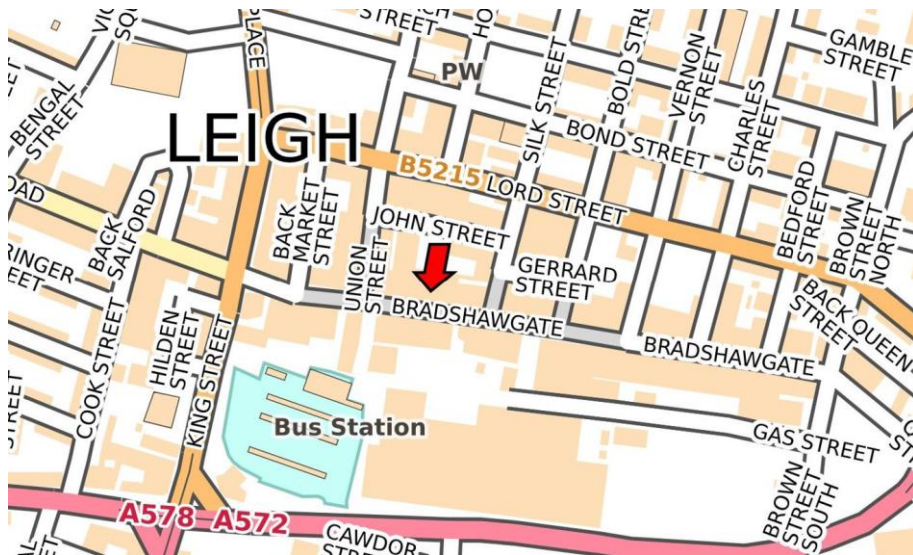 STREET
PLACE
PW
BENGAL
STREET
LEIGH
SILK STREET
BOLD STRE
VERNON
STREET
CHARLES
STREET
GAMBLE
STREET
BOND STREET
B5215
LORD STREET
BEDFORD
STREET
BROWN
STREET
NORTH
OAD
BACK
SALFORD
BACK
MARKET
STREET
UNION
STREET
JOHN STREET
GERRARD
STREET
BACK QUEEN
STREET
RINGER
EET
COOK STREET
HILDEN-
STREET
KING STREET
BRADSHAWGATE
BRADSHAWGATE
Bus Station
GAS STREET
BROWN
STREET
SOUTH
A578
A572
CAWDOR